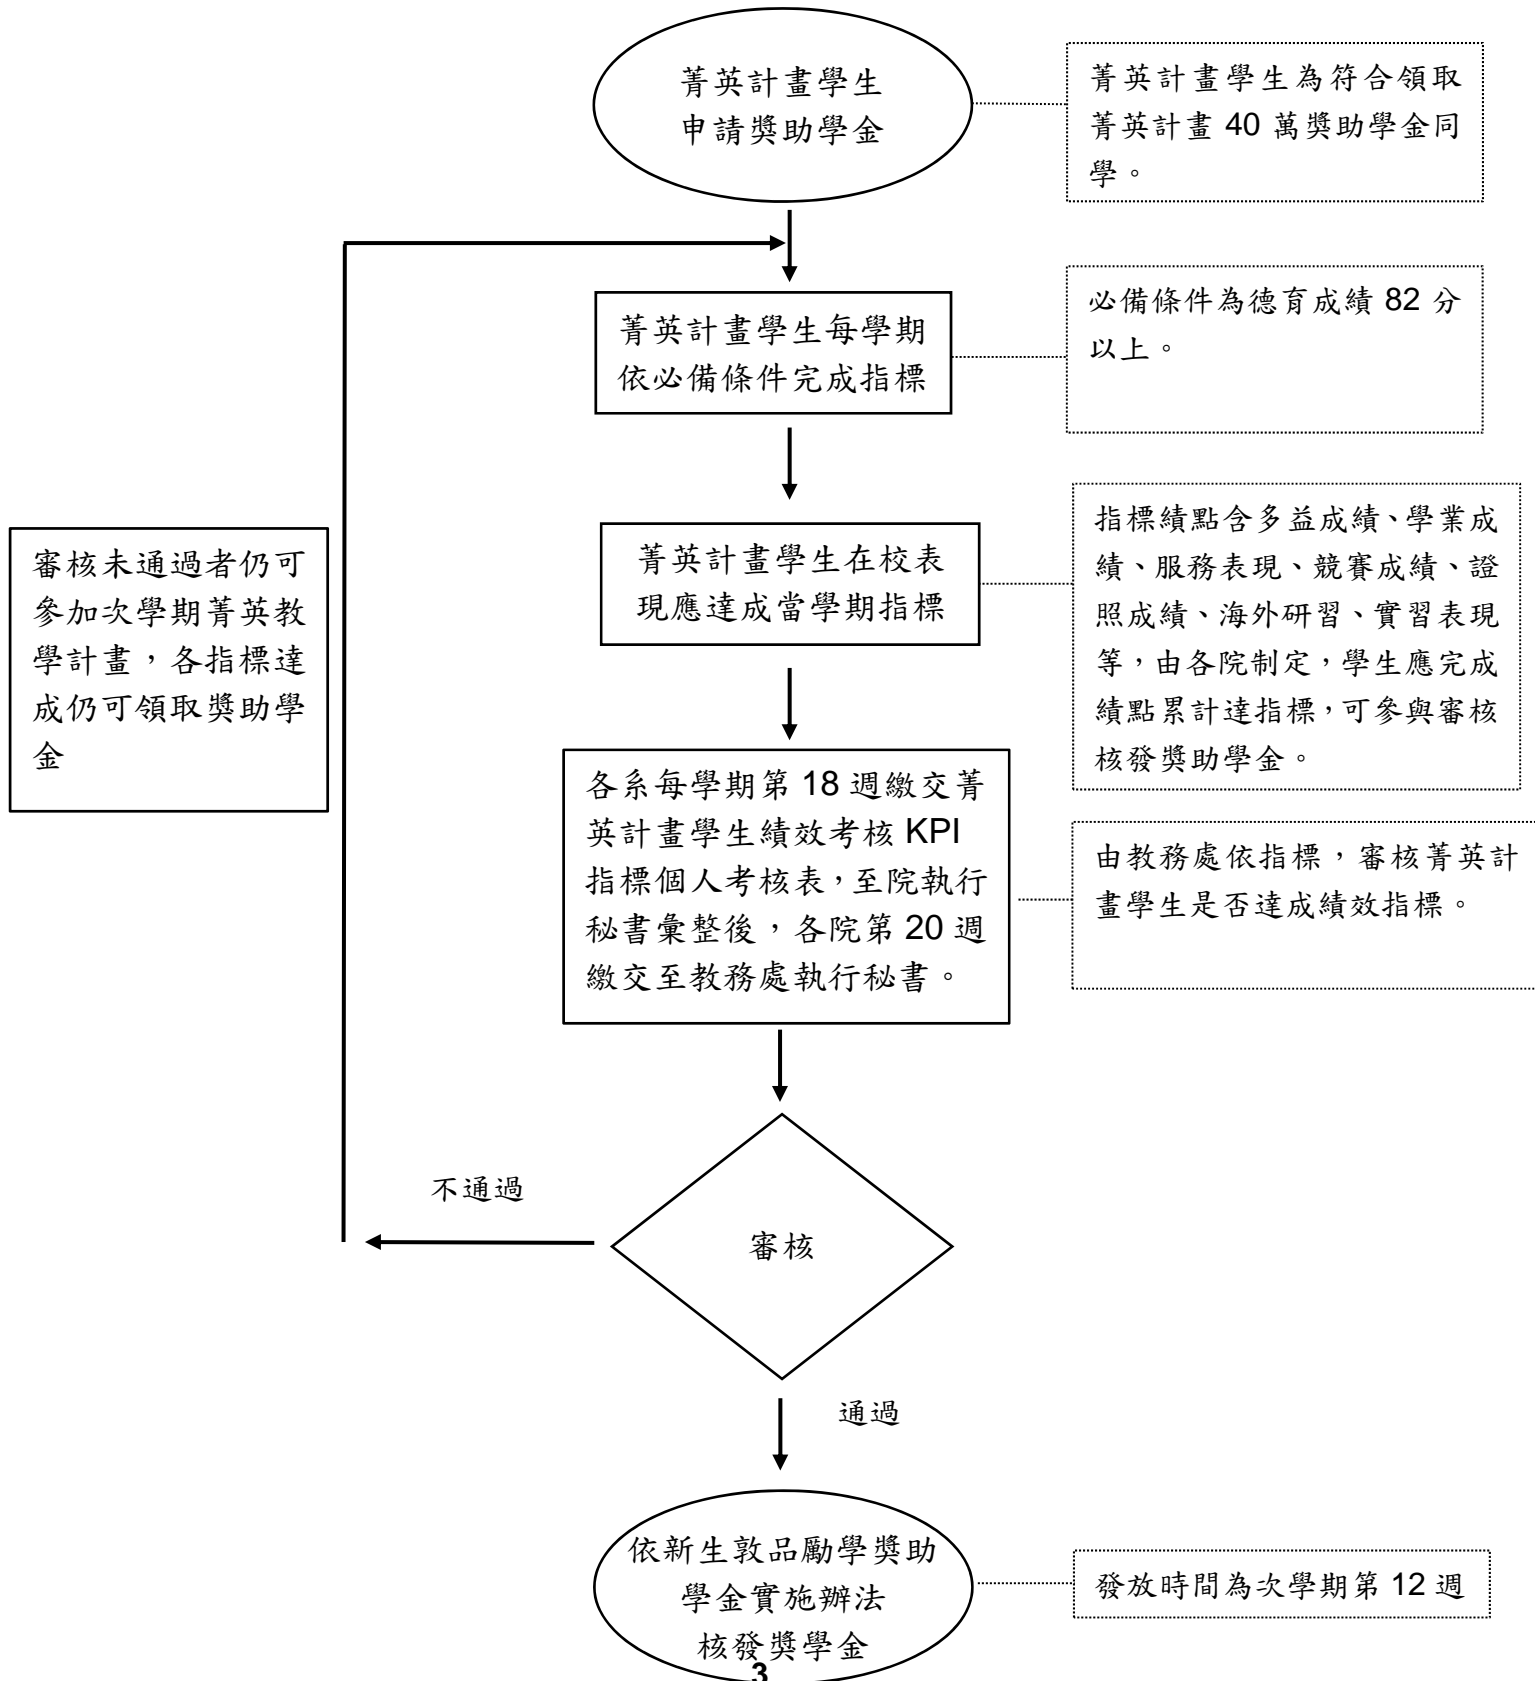 菁英計畫學生
申請獎助學金
菁英計畫學生為符合領取
菁英計畫 40 萬獎助學金同
學。
菁英計畫學生每學期
依必備條件完成指標
必備條件為德育成績 82 分
以上。
菁英計畫學生在校表
現應達成當學期指標
指標績點含多益成績、學業成
績、服務表現、競賽成績、證
照成績、海外研習、實習表現
等，由各院制定，學生應完成
績點累計達指標，可參與審核
核發獎助學金。
審核未通過者仍可
參加次學期菁英教
學計畫，各指標達
成仍可領取獎助學
金
各系每學期第 18 週繳交菁
英計畫學生績效考核 KPI
指標個人考核表，至院執行
秘書彙整後，各院第 20 週
繳交至教務處執行秘書。
由教務處依指標，審核菁英計
畫學生是否達成績效指標。
不通過
審核
通過
依新生敦品勵學獎助
學金實施辦法
核發獎學金
發放時間為次學期第 12 週
3